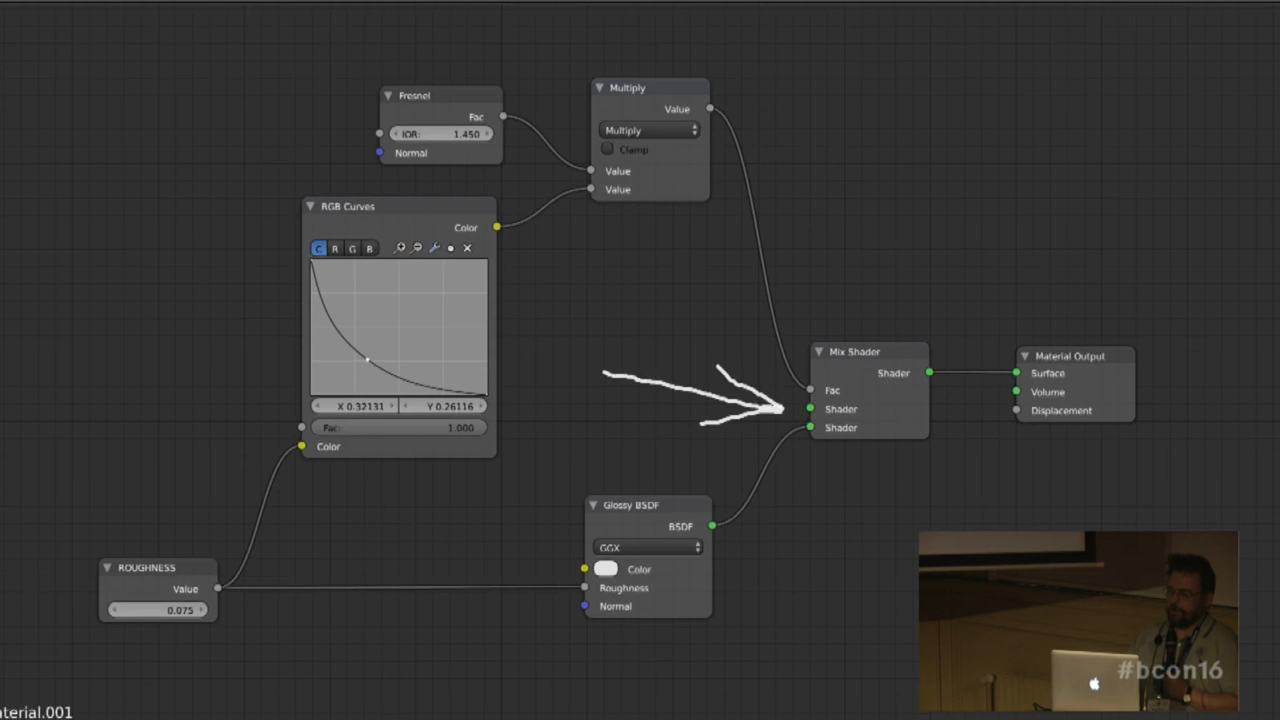 Fresnel
Fac
IOR: 1.450
Normal
Multiply
Value
Multiply
Clamp
Value
Value
RGB Curves
Color
C R G B
X 0.32131 Y 0.26116
Fac: 1.000
Color
Mix Shader
Shader
Fac
Shader
Shader
Material Output
Surface
Volume
Displacement
Glossy BSDF
BSDF
GGX
Color
Roughness
Normal
ROUGHNESS
Value
0.075
#bcon16
aterial.001